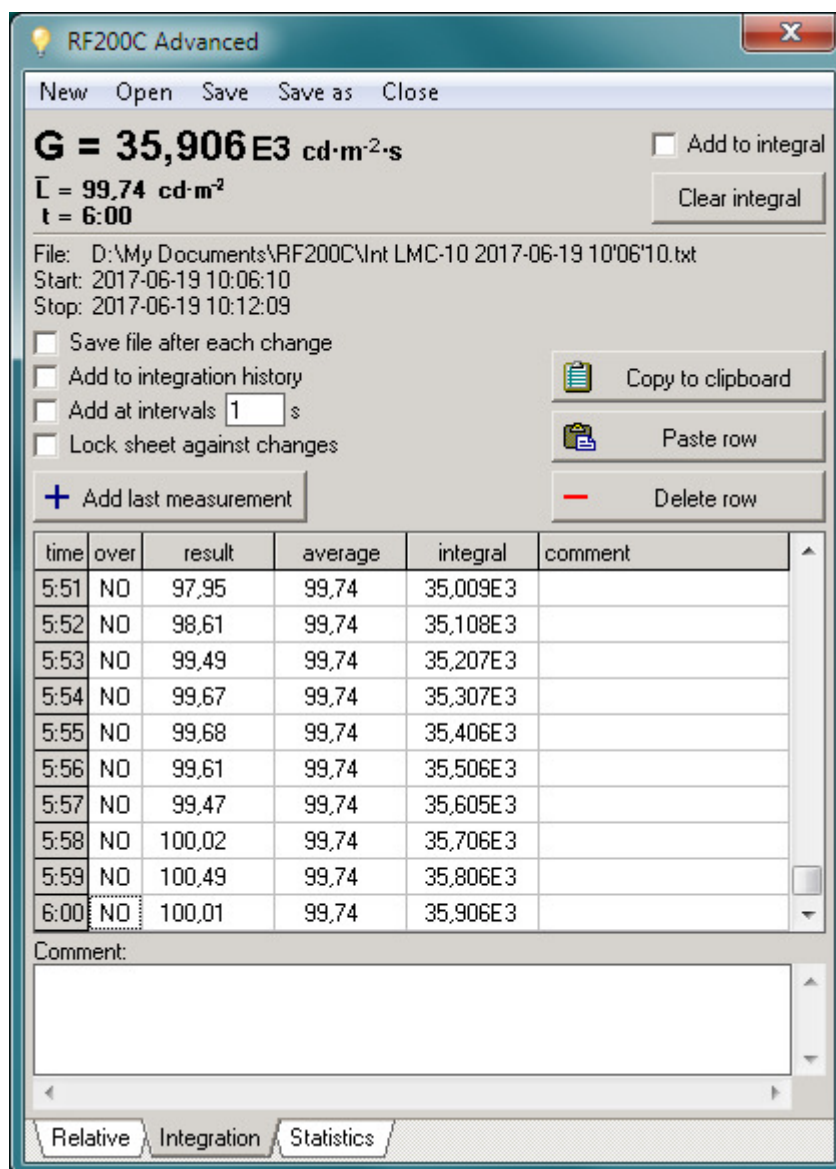 RF200C Advanced
New Open Save Save as Close
G = 35,906E3 cd·m⁻²·s
Add to integral
L̅ = 99,74 cd·m⁻²
Clear integral
t = 6:00
File: D:\My Documents\RF200C\Int LMC-10 2017-06-19 10'06'10.txt
Start: 2017-06-19 10:06:10
Stop: 2017-06-19 10:12:09
Save file after each change
Add to integration history
Copy to clipboard
Add at intervals 1 s
Lock sheet against changes
Paste row
+ Add last measurement
Delete row
time over result average integral comment
5:51 NO 97,95 99,74 35,009E3
5:52 NO 98,61 99,74 35,108E3
5:53 NO 99,49 99,74 35,207E3
5:54 NO 99,67 99,74 35,307E3
5:55 NO 99,68 99,74 35,406E3
5:56 NO 99,61 99,74 35,506E3
5:57 NO 99,47 99,74 35,605E3
5:58 NO 100,02 99,74 35,706E3
5:59 NO 100,49 99,74 35,806E3
6:00 NO 100,01 99,74 35,906E3
Comment:
Relative Integration Statistics